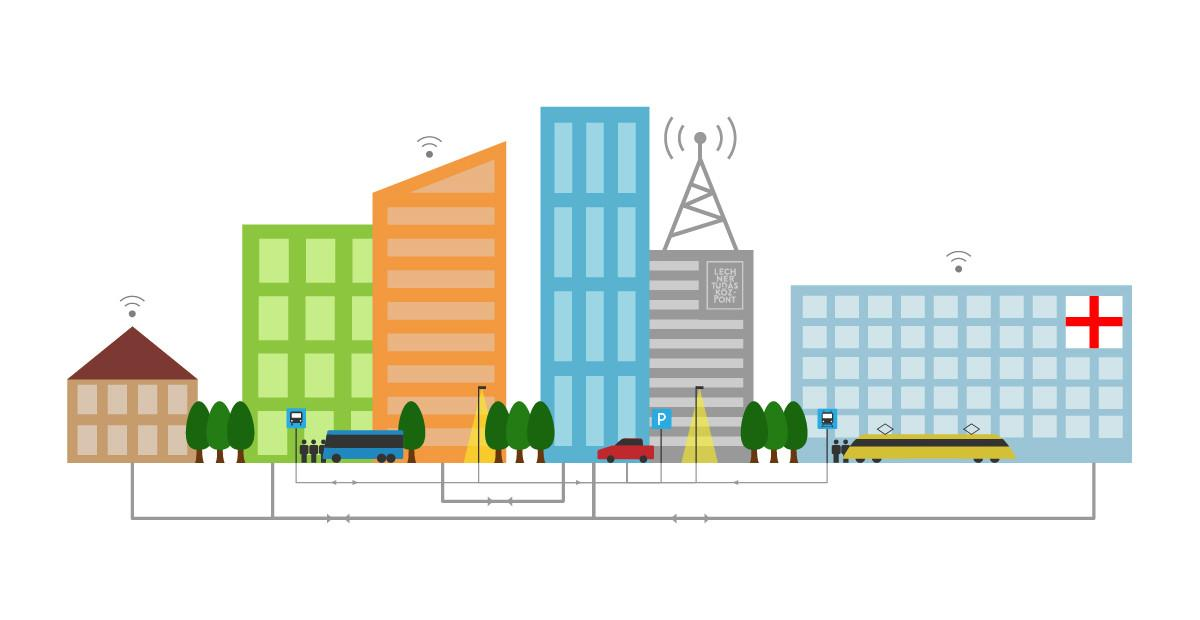 LECH
NER
TUDÁS
KÖZ-
PONT
P